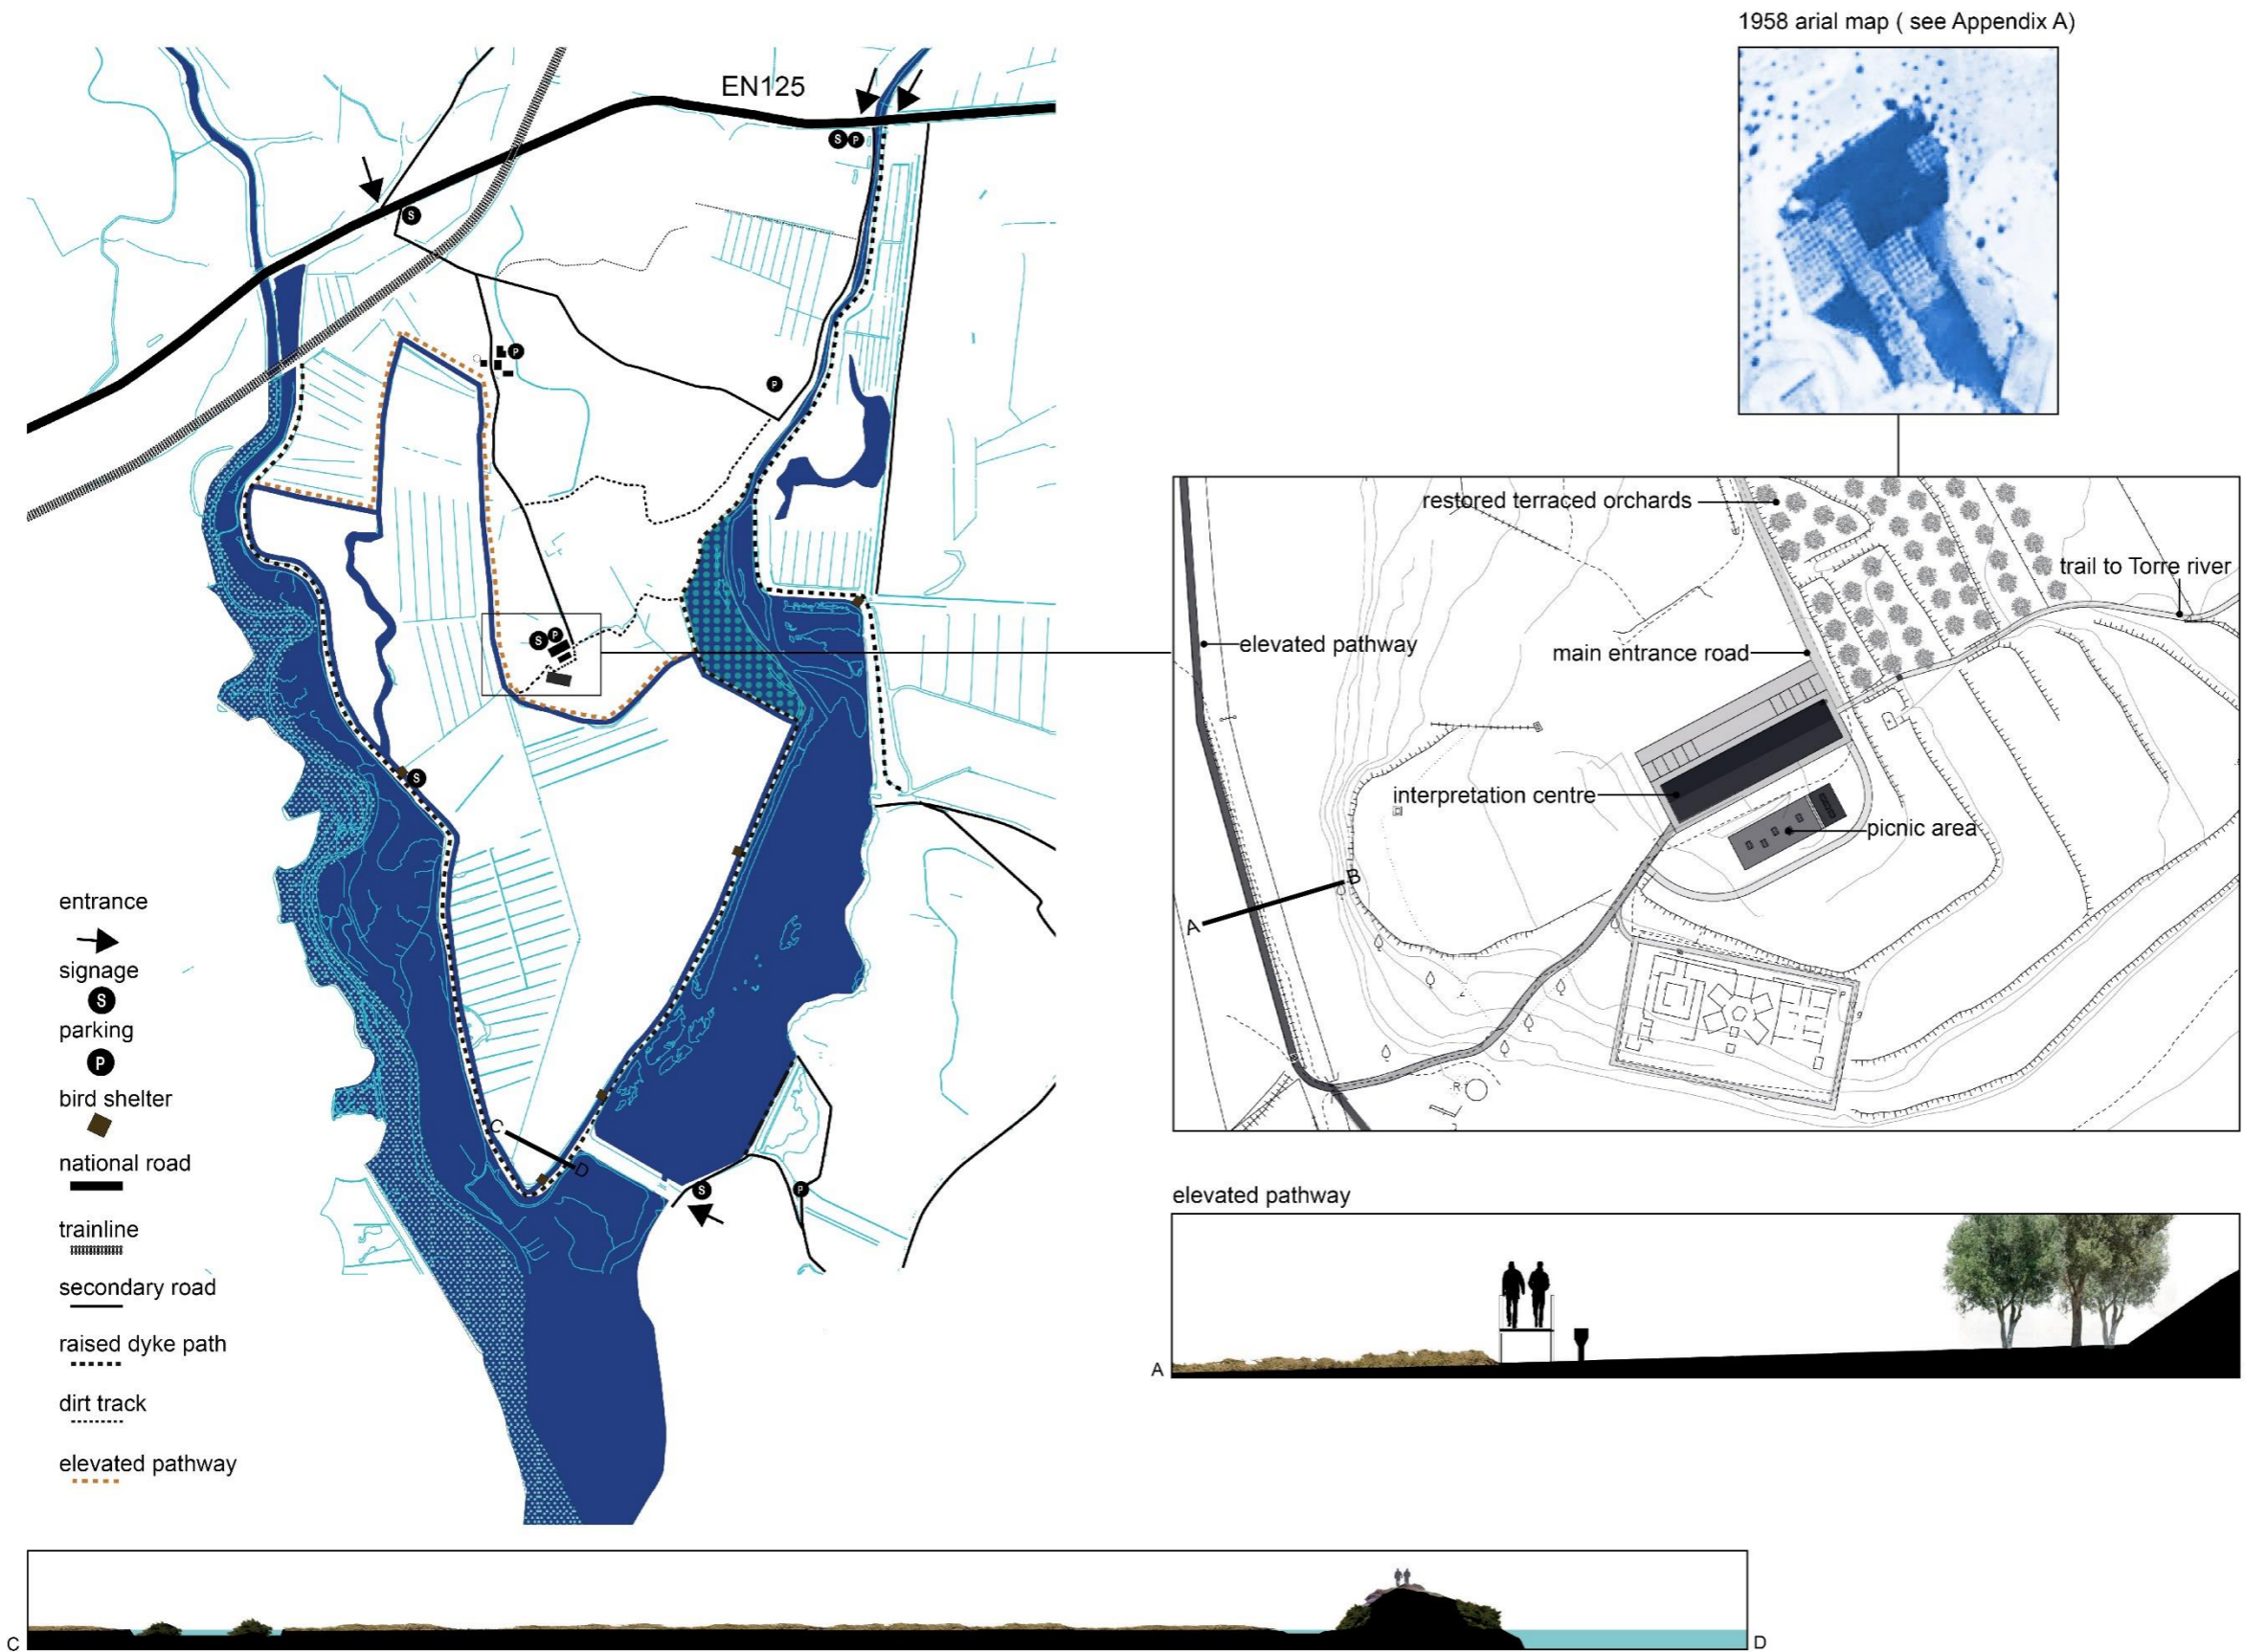 1958 arial map ( see Appendix A)
EN125
S P
S
P
P
S P
S
S
P
C
D
entrance
signage
S
parking
P
bird shelter
national road
trainline
secondary road
raised dyke path
dirt track
elevated pathway
restored terraced orchards
trail to Torre river
elevated pathway
main entrance road
interpretation centre
picnic area
A
B
R
elevated pathway
A
C
D